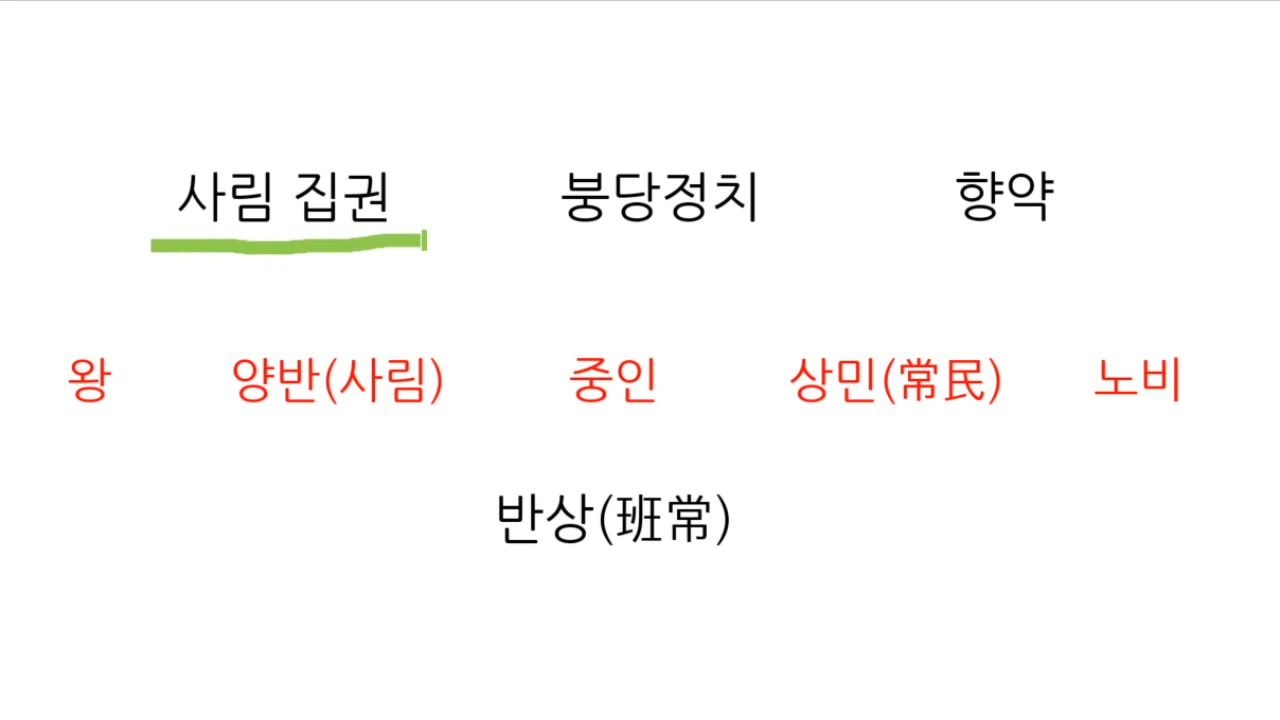 사림 집권 붕당정치 향약
왕 양반(사림) 중인 상민(常民) 노비
반상(班常)